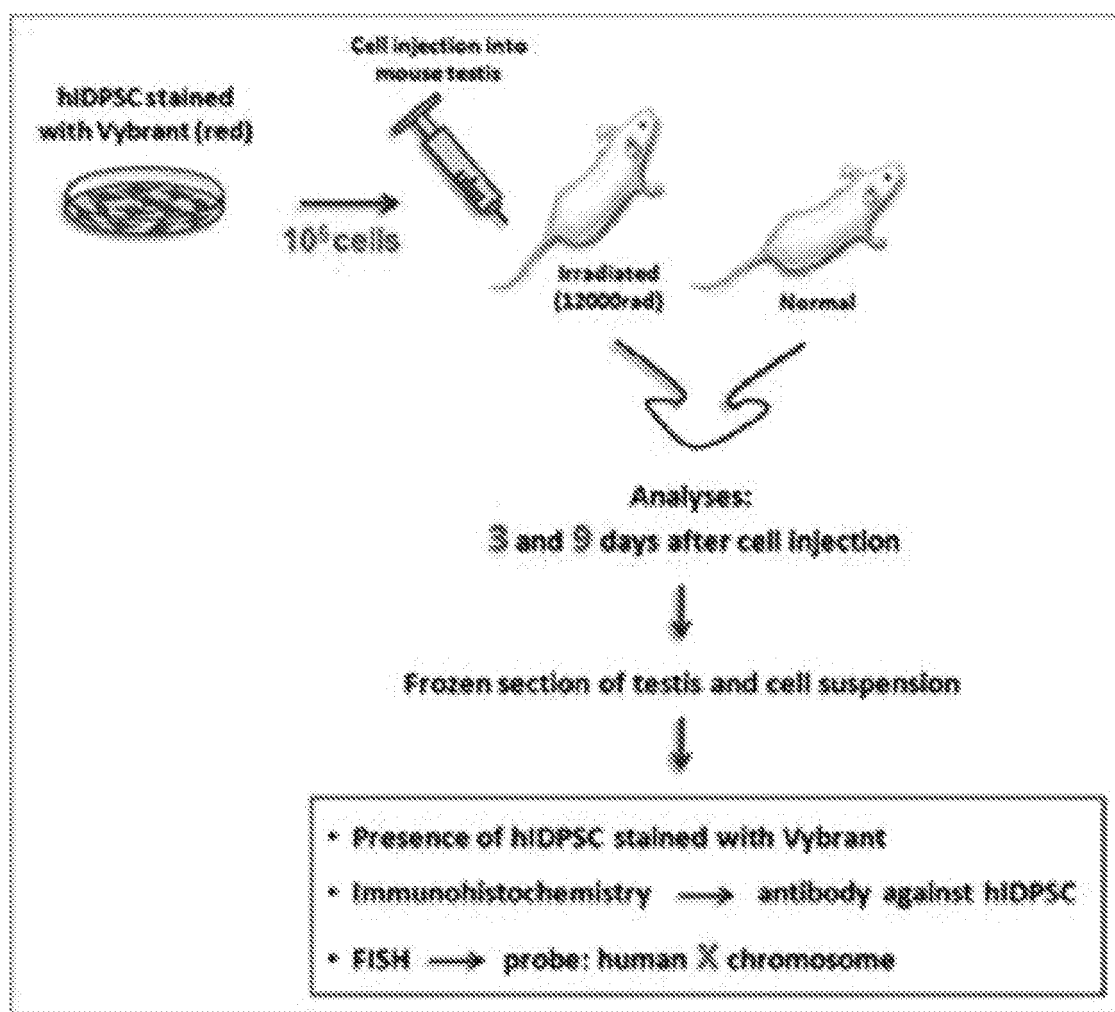 Cell injection into
mouse testis
hIDPSC stained
with Vybrant (red)
10⁶ cells
Irradiated
(12000rad)
Normal
Analyses:
3 and 9 days after cell injection
Frozen section of testis and cell suspension
• Presence of hIDPSC stained with Vybrant
• Immunohistochemistry → antibody against hIDPSC
• FISH → probe: human X chromosome